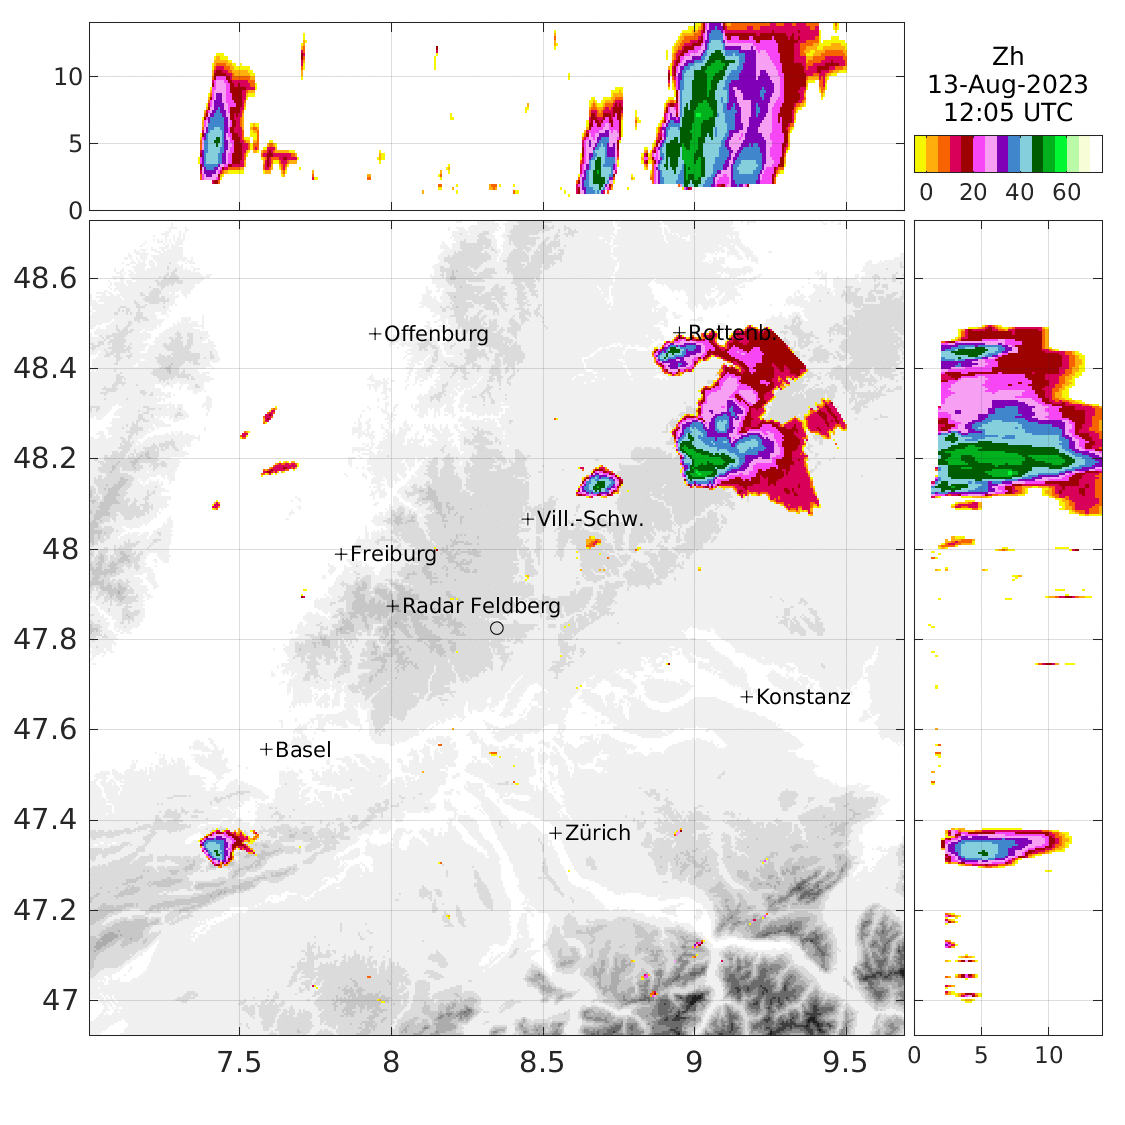 10
5
0
Zh
13-Aug-2023
12:05 UTC
0 20 40 60
48.6
48.4
48.2
48
47.8
47.6
47.4
47.2
47
Offenburg
Rottenb.
Vill.-Schw.
Freiburg
Radar Feldberg
Konstanz
Basel
Zürich
7.5 8 8.5 9 9.5
0 5 10